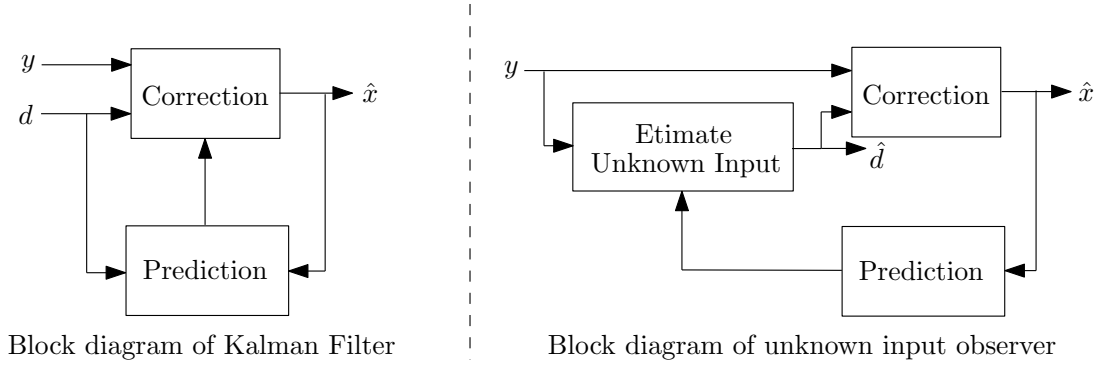 y
d
Correction
x̂
Prediction
Block diagram of Kalman Filter
y
Etimate
Unknown Input
d̂
Correction
x̂
Prediction
Block diagram of unknown input observer